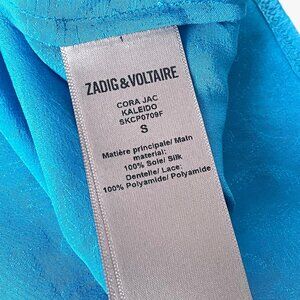 ZADIG&VOLTAIRE
CORA JAC
KALEIDO
SKCP0709F
S
Matière principale/ Main
material:
100% Soie/ Silk
Dentelle/ Lace:
100% Polyamide/ Polyamide